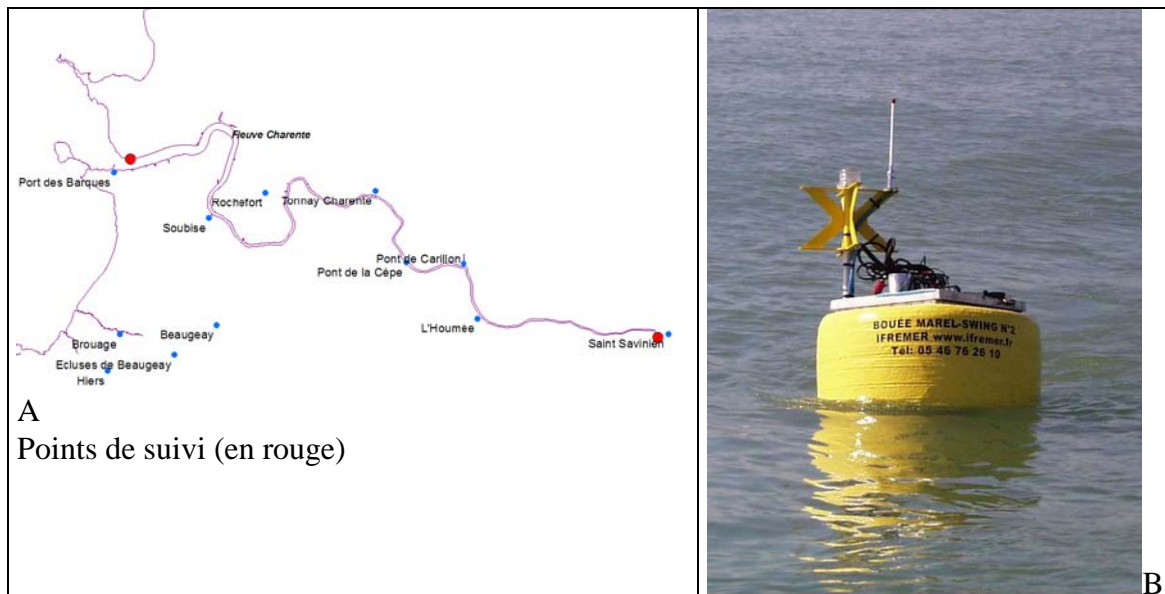 Fleuve Charente
Port des Barques
Rochefort
Tonnay Charente
Soubise
Pont de Carillon
Pont de la Cèpe
L'Houmée
Saint Savinien
Beaugeay
Brouage
Ecluses de Beaugeay
Hiers
A
Points de suivi (en rouge)
BOUÉE MAREL-SWING N°2
IFREMER www.ifremer.fr
Tél: 05 46 76 26 10
B